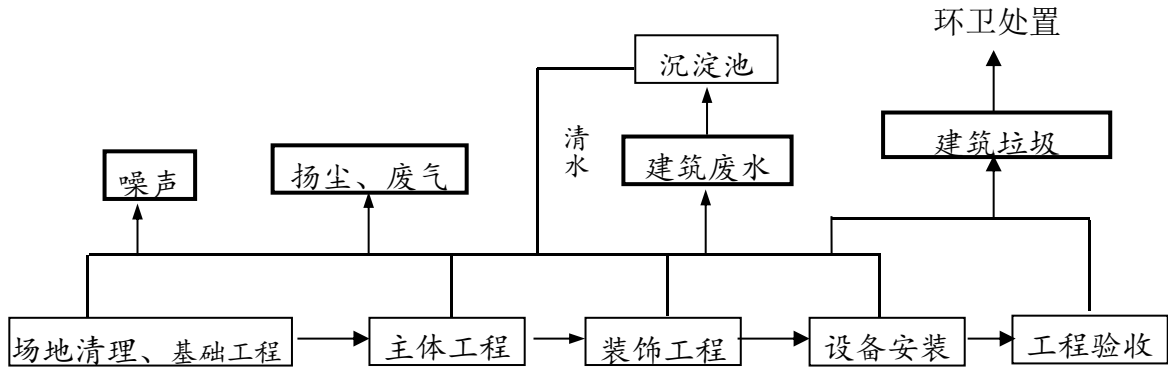 环卫处置
沉淀池
清水
建筑垃圾
建筑废水
扬尘、废气
噪声
场地清理、基础工程
主体工程
装饰工程
设备安装
工程验收